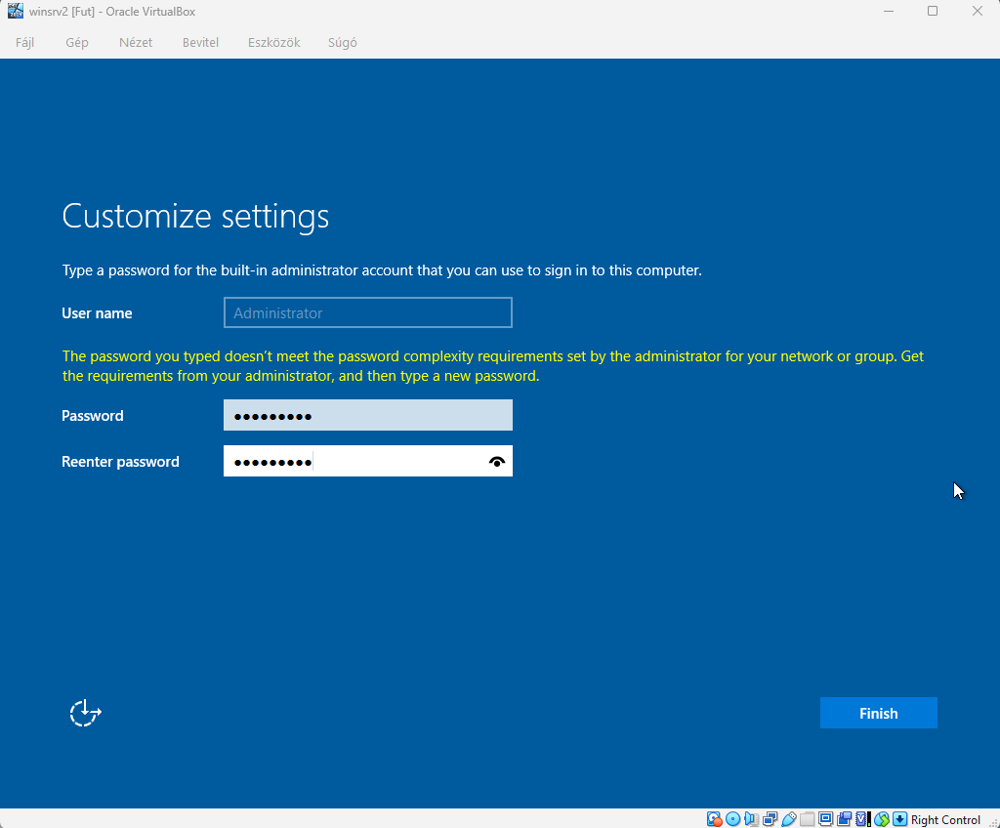 winsrv2 [Fut] - Oracle VirtualBox
Fájl Gép Nézet Bevitel Eszközök Súgó
Customize settings
Type a password for the built-in administrator account that you can use to sign in to this computer.
User name Administrator
The password you typed doesn't meet the password complexity requirements set by the administrator for your network or group. Get
the requirements from your administrator, and then type a new password.
Password ●●●●●●●●●
Reenter password ●●●●●●●●●
Finish
Right Control